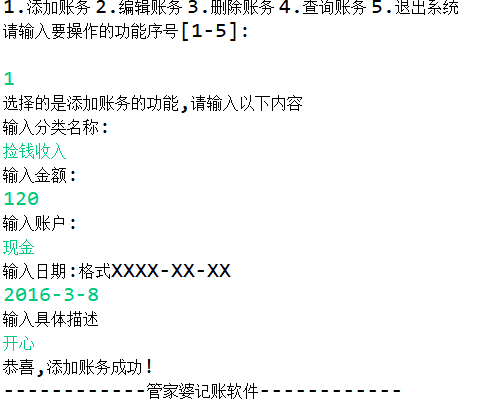 1.添加账务 2.编辑账务 3.删除账务 4.查询账务 5.退出系统
请输入要操作的功能序号[1-5]:
1
选择的是添加账务的功能,请输入以下内容
输入分类名称:
捡钱收入
输入金额:
120
输入账户:
现金
输入日期:格式XXXX-XX-XX
2016-3-8
输入具体描述
开心
恭喜,添加账务成功!
------------管家婆记账软件------------